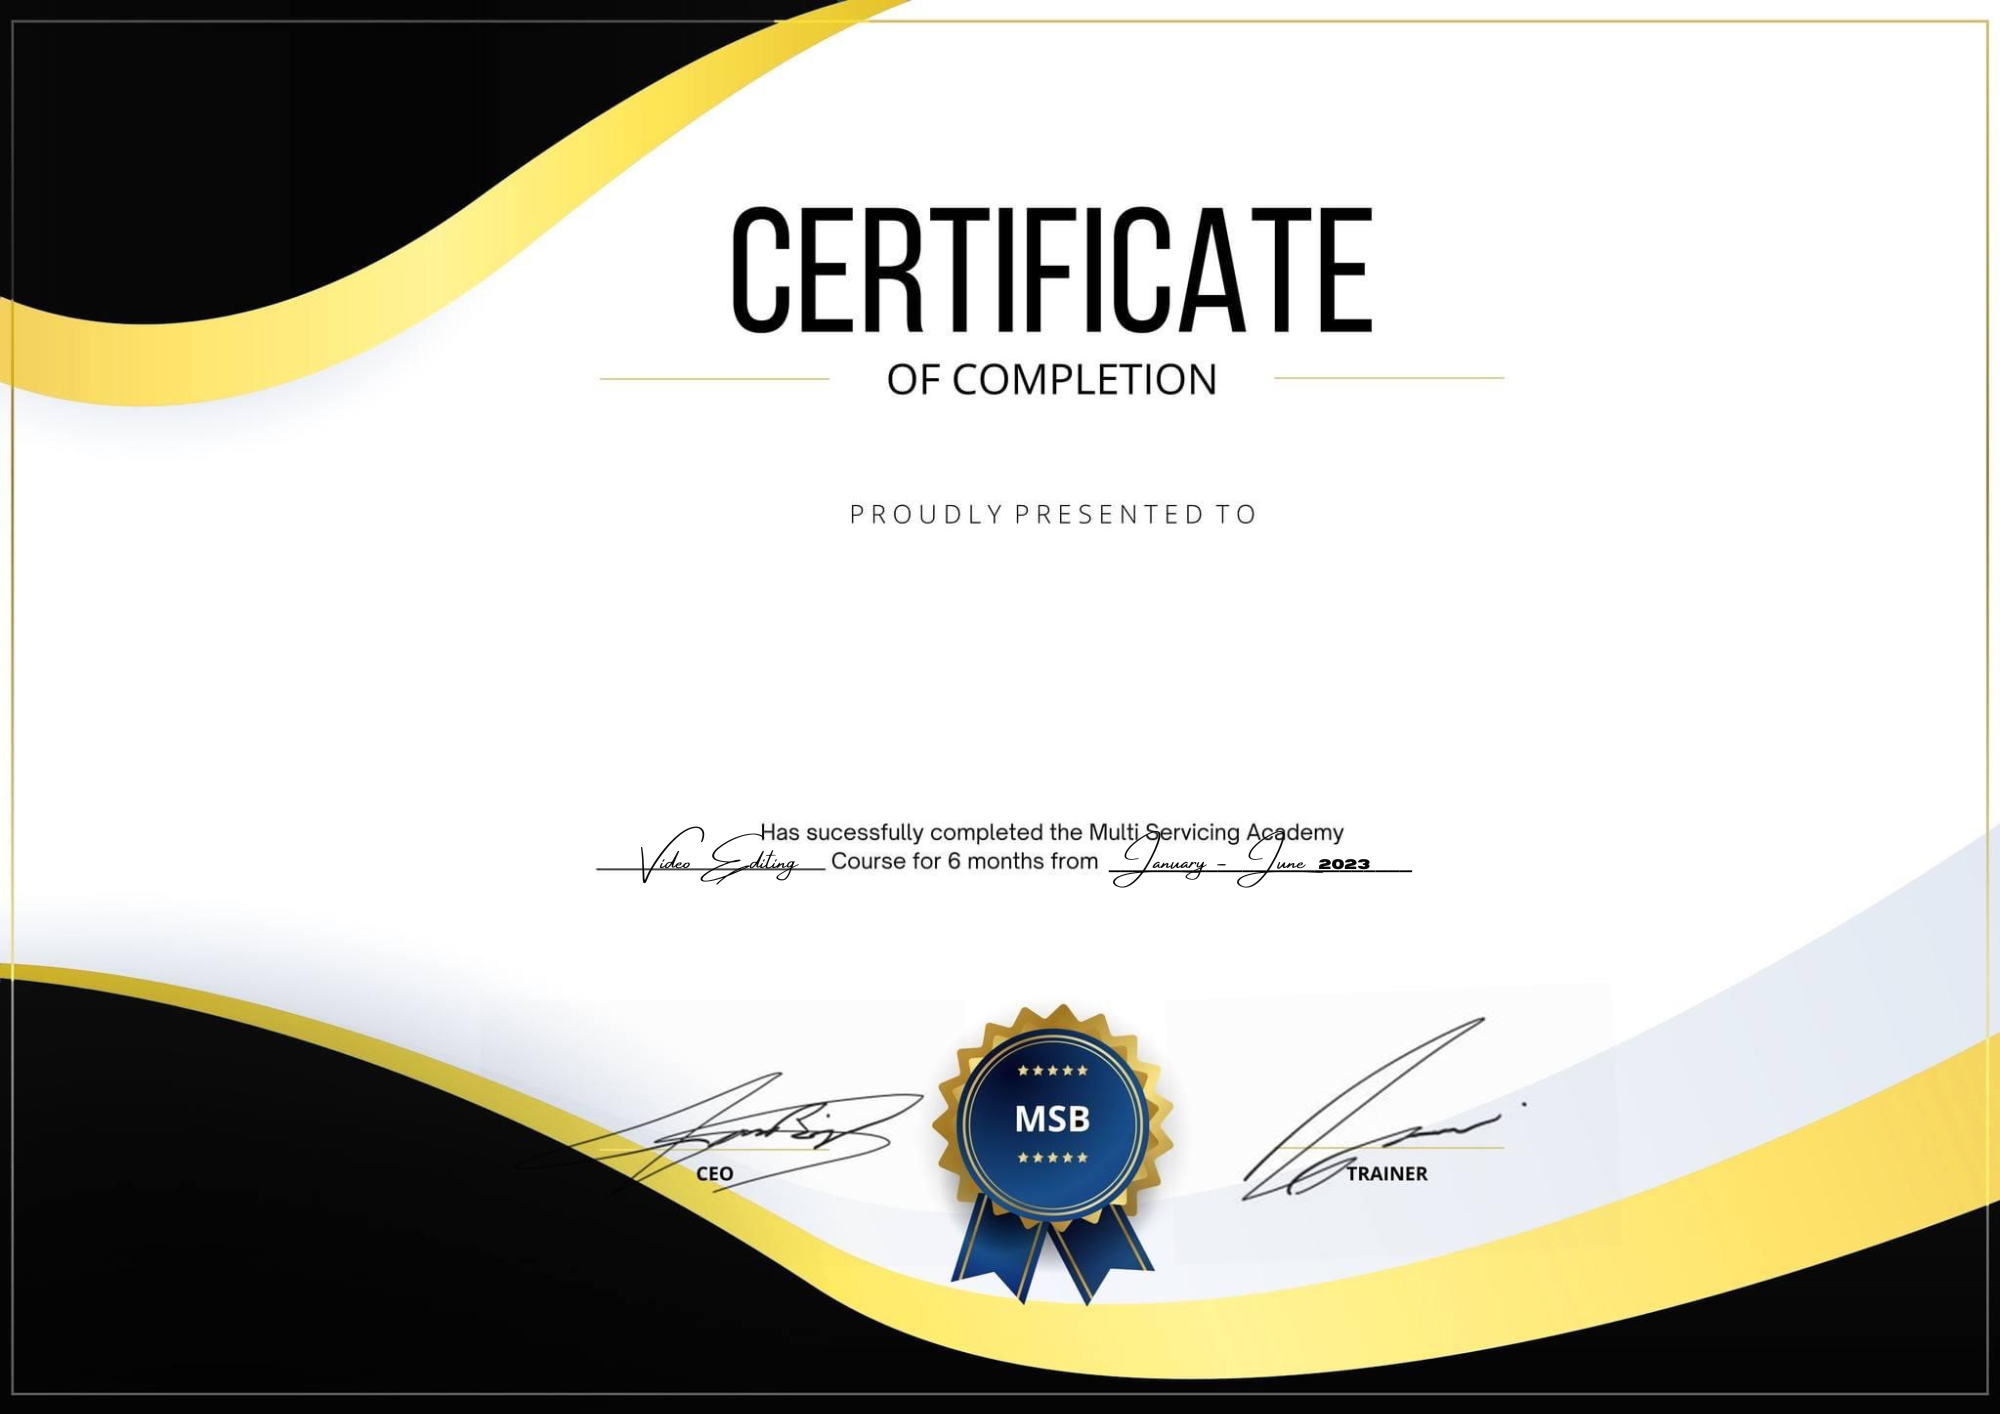 CERTIFICATE
OF COMPLETION
PROUDLY PRESENTED TO
Has sucessfully completed the Multi Servicing Academy
Video Editing Course for 6 months from January - June 2023
MSB
CEO
TRAINER